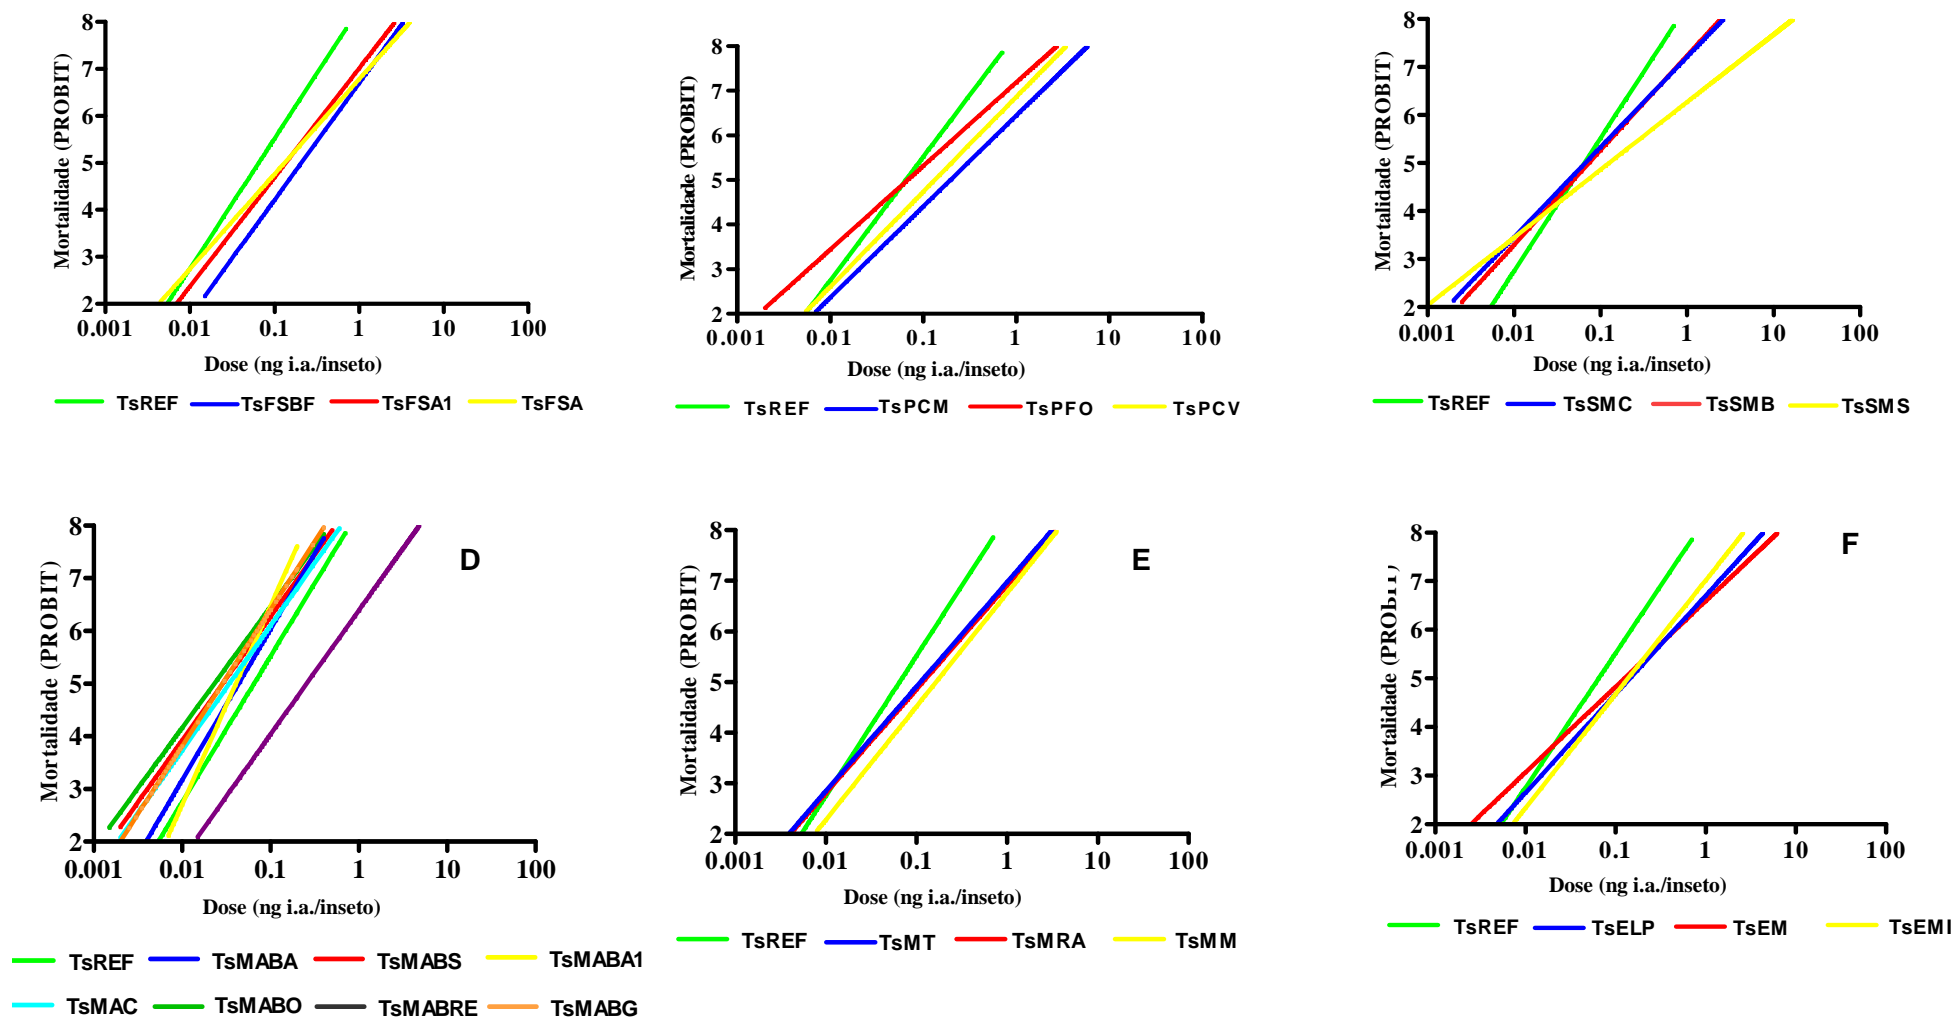 8
7
6
5
4
3
2
Mortalidade (PROBIT)
0.001 0.01 0.1 1 10 100
Dose (ng i.a./inseto)
TsREF TsFSBF TsFSA1 TsFSA
8
7
6
5
4
3
2
Mortalidade (PROBIT)
0.001 0.01 0.1 1 10 100
Dose (ng i.a./inseto)
TsREF TsPCM TsPFO TsPCV
8
7
6
5
4
3
2
Mortalidade (PROBIT)
0.001 0.01 0.1 1 10 100
Dose (ng i.a./inseto)
TsREF TsSMC TsSMB TsSMS
D
8
7
6
5
4
3
2
Mortalidade (PROBIT)
0.001 0.01 0.1 1 10 100
Dose (ng i.a./inseto)
TsREF TsMABA TsMABS TsMABA1
TsMAC TsMABO TsMABRE TsMABG
E
8
7
6
5
4
3
2
Mortalidade (PROBIT)
0.001 0.01 0.1 1 10 100
Dose (ng i.a./inseto)
TsREF TsMT TsMRA TsMM
F
8
7
6
5
4
3
2
Mortalidade
0.001 0.01 0.1 1 10 100
Dose (ng i.a./inseto)
TsREF TsELP TsEM TsEMI